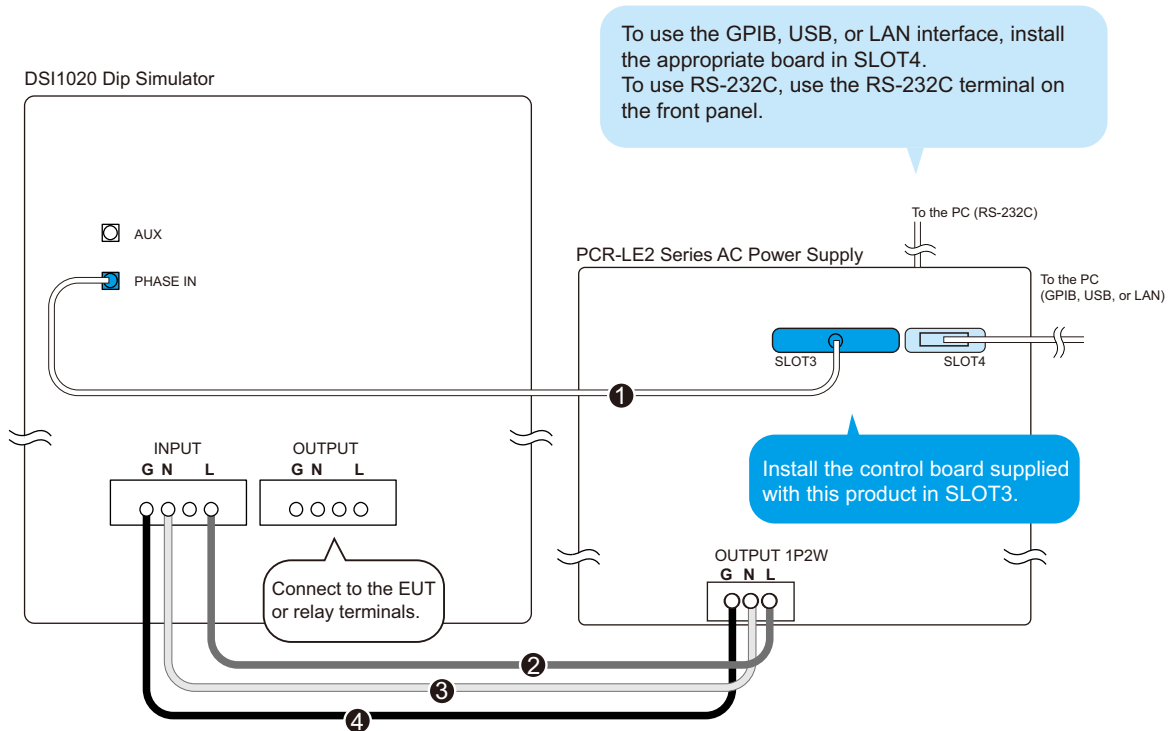 To use the GPIB, USB, or LAN interface, install
the appropriate board in SLOT4.
To use RS-232C, use the RS-232C terminal on
the front panel.
DSI1020 Dip Simulator
AUX
PHASE IN
To the PC (RS-232C)
PCR-LE2 Series AC Power Supply
To the PC
(GPIB, USB, or LAN)
SLOT3
SLOT4
1
INPUT
G N L
OUTPUT
G N L
Install the control board supplied
with this product in SLOT3.
Connect to the EUT
or relay terminals.
OUTPUT 1P2W
G N L
2
3
4